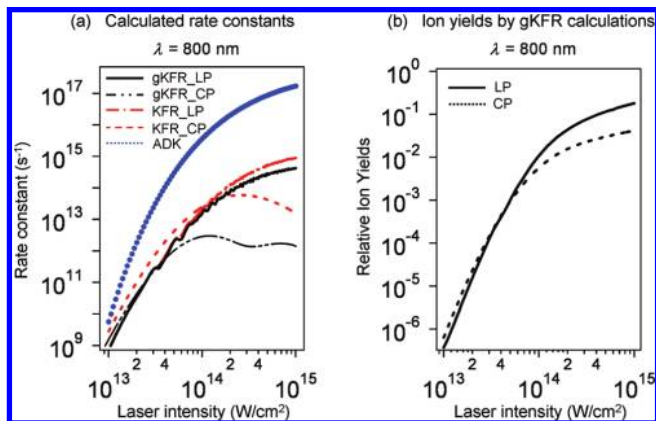 (a) Calculated rate constants
λ = 800 nm
10^17
10^15
10^13
10^11
10^9
Rate constant (s^-1)
gKFR_LP
gKFR_CP
KFR_LP
KFR_CP
ADK
2 4 2 4
10^13 10^14 10^15
Laser intensity (W/cm^2)
(b) Ion yields by gKFR calculations
λ = 800 nm
10^0
10^-1
10^-2
10^-3
10^-4
10^-5
10^-6
Relative Ion Yields
LP
CP
2 4 2 4
10^13 10^14 10^15
Laser intensity (W/cm^2)